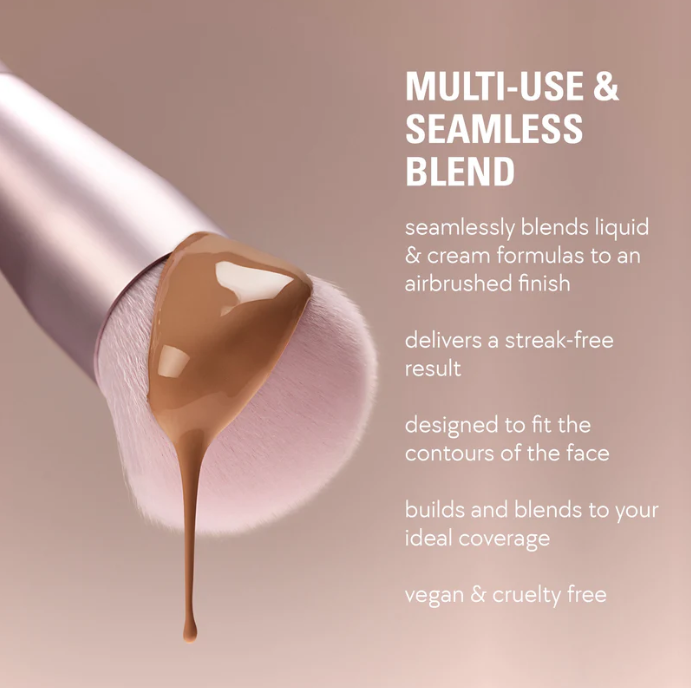 MULTI-USE &
SEAMLESS
BLEND
seamlessly blends liquid
& cream formulas to an
airbrushed finish
delivers a streak-free
result
designed to fit the
contours of the face
builds and blends to your
ideal coverage
vegan & cruelty free